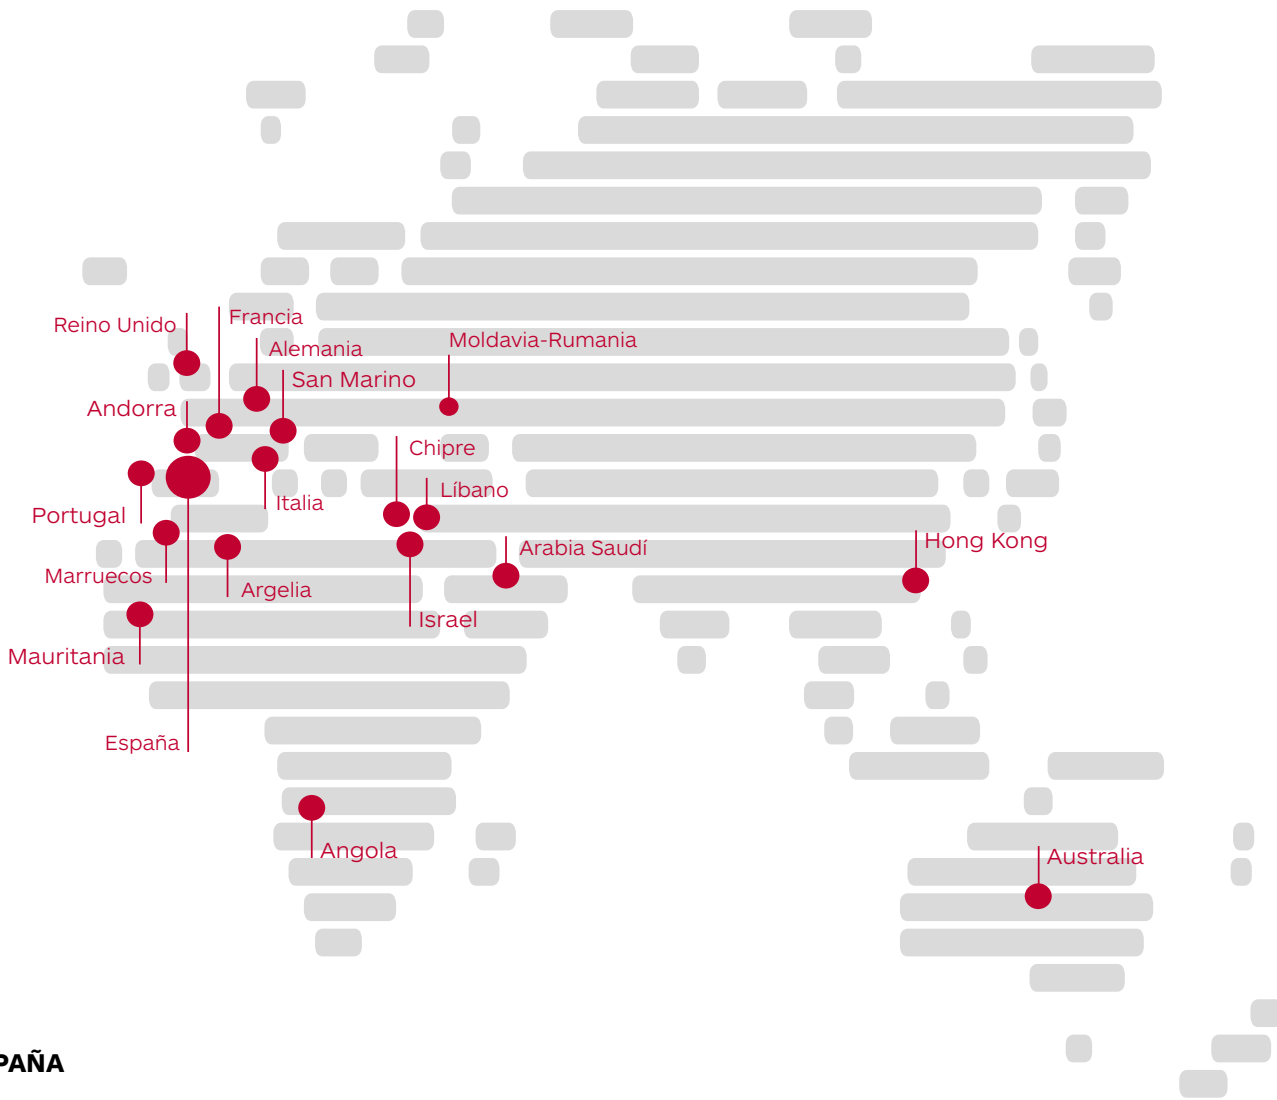 Francia
Reino Unido
Moldavia-Rumania
Alemania
San Marino
Andorra
Chipre
Líbano
Italia
Portugal
Hong Kong
Arabia Saudí
Marruecos
Argelia
Israel
Mauritania
España
Angola
Australia
PAÑA